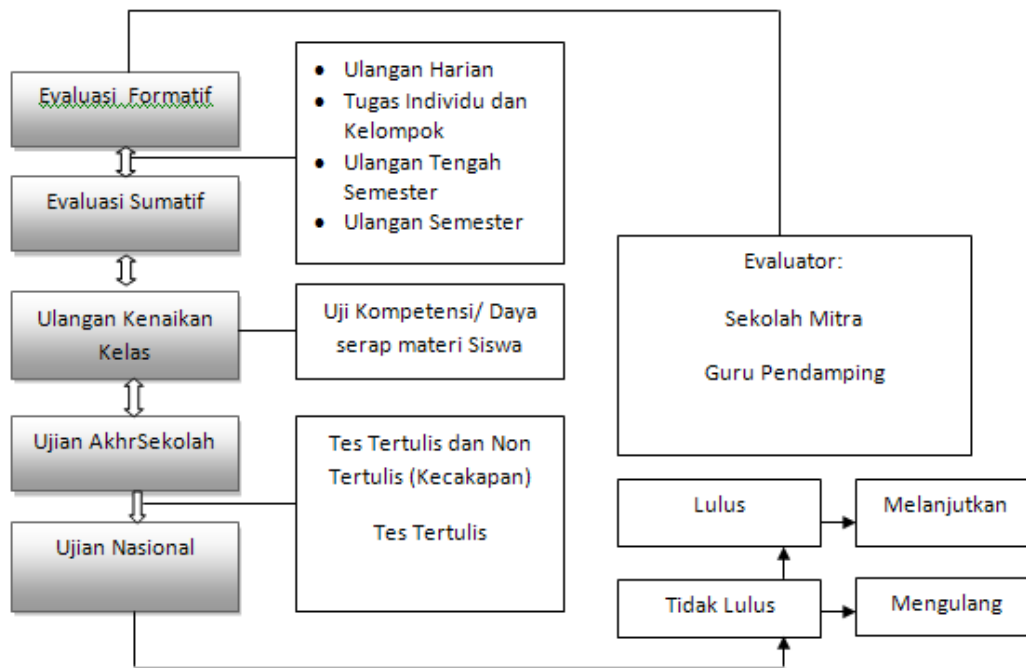 Evaluasi Formatif
Evaluasi Sumatif
Ulangan Kenaikan
Kelas
Ujian AkhrSekolah
Ujian Nasional
• Ulangan Harian
• Tugas Individu dan
Kelompok
• Ulangan Tengah
Semester
• Ulangan Semester
Uji Kompetensi/ Daya
serap materi Siswa
Tes Tertulis dan Non
Tertulis (Kecakapan)
Tes Tertulis
Evaluator:
Sekolah Mitra
Guru Pendamping
Lulus
Melanjutkan
Tidak Lulus
Mengulang